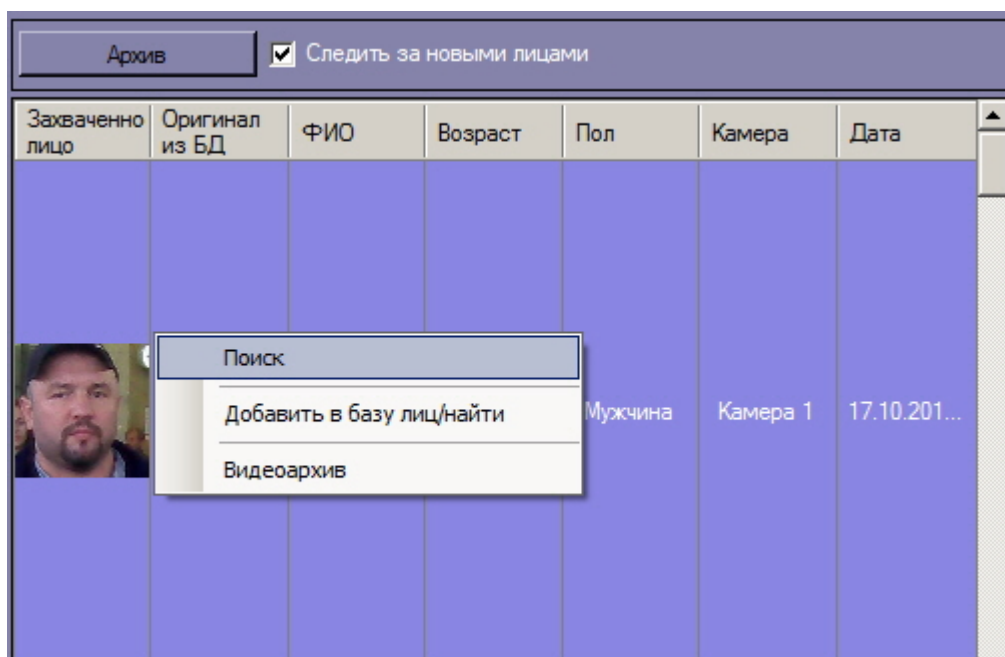 Архив
Следить за новыми лицами
Захваченно
лицо
Оригинал
из БД
ФИО
Возраст
Пол
Камера
Дата
Поиск
Добавить в базу лиц/найти
Видеоархив
Мужчина
Камера 1
17.10.201...